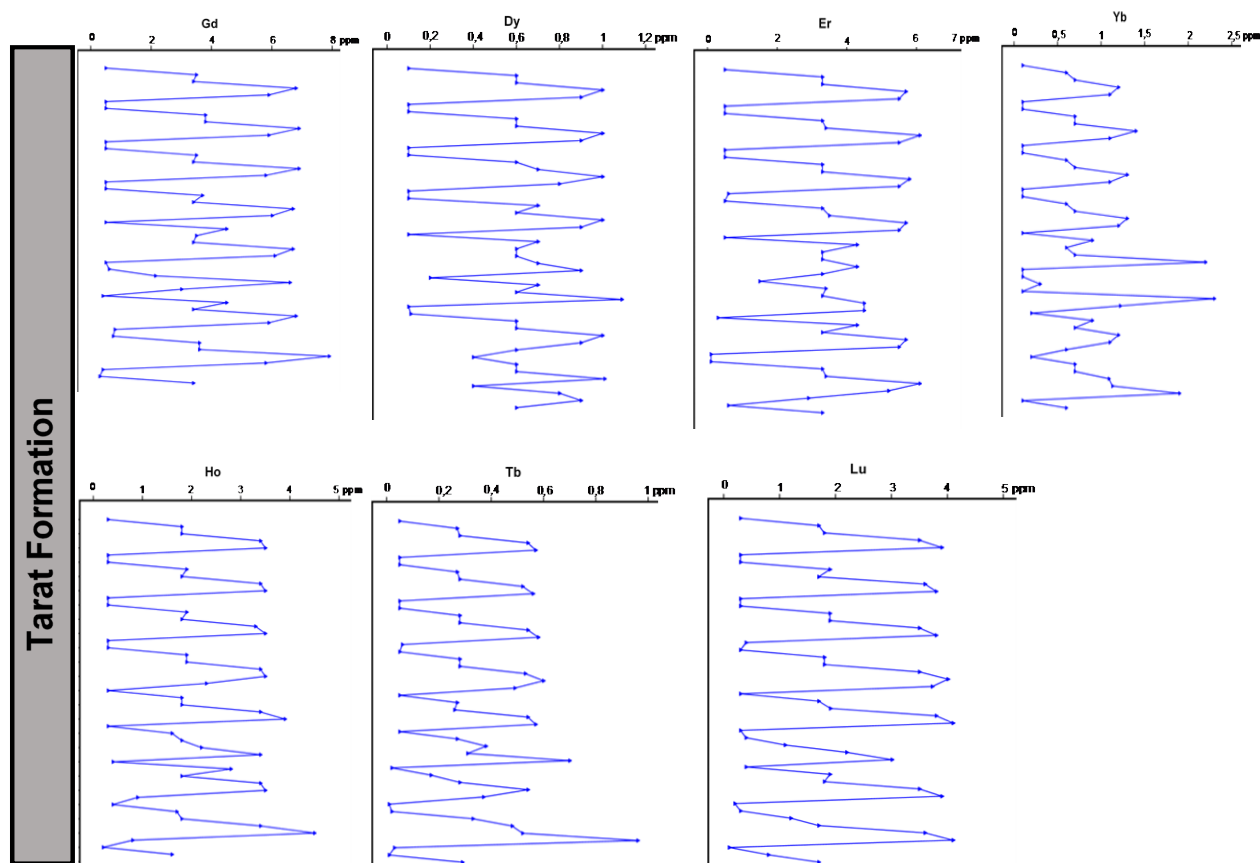 Gd
Dy
Er
Yb
0 2 4 6 8 ppm
0 0,2 0,4 0,6 0,8 1 1,2 ppm
0 2 4 6 7 ppm
0 0,5 1 1,5 2 2,5 ppm
Tarat Formation
Ho
Tb
Lu
0 1 2 3 4 5 ppm
0 0,2 0,4 0,6 0,8 1 ppm
0 1 2 3 4 5 ppm